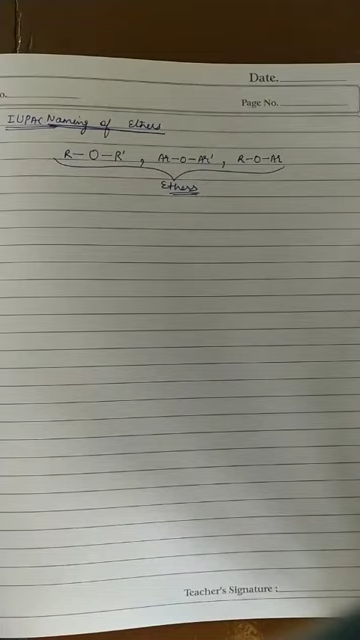 Date.
o.
Page No.
IUPAC Naming of Ethers
R-O-R' , Ar-O-Ar' , R-O-Ar
Ethers
Teacher's Signature :